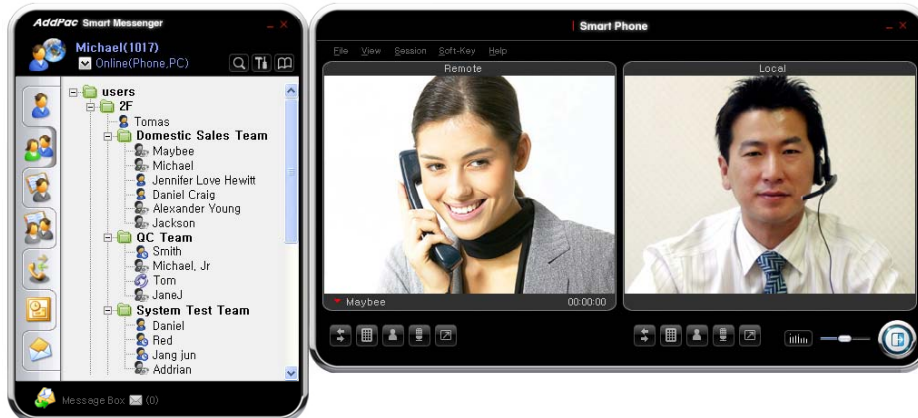 AddPac Smart Messenger
Michael(1017)
Online(Phone,PC)
users
2F
Tomas
Domestic Sales Team
Maybee
Michael
Jennifer Love Hewitt
Daniel Craig
Alexander Young
Jackson
QC Team
Smith
Michael, Jr
Tom
JaneJ
System Test Team
Daniel
Red
Jang jun
Addrian
Message Box (0)
Smart Phone
File View Session Soft-Key Help
Remote
Local
Maybee 00:00:00